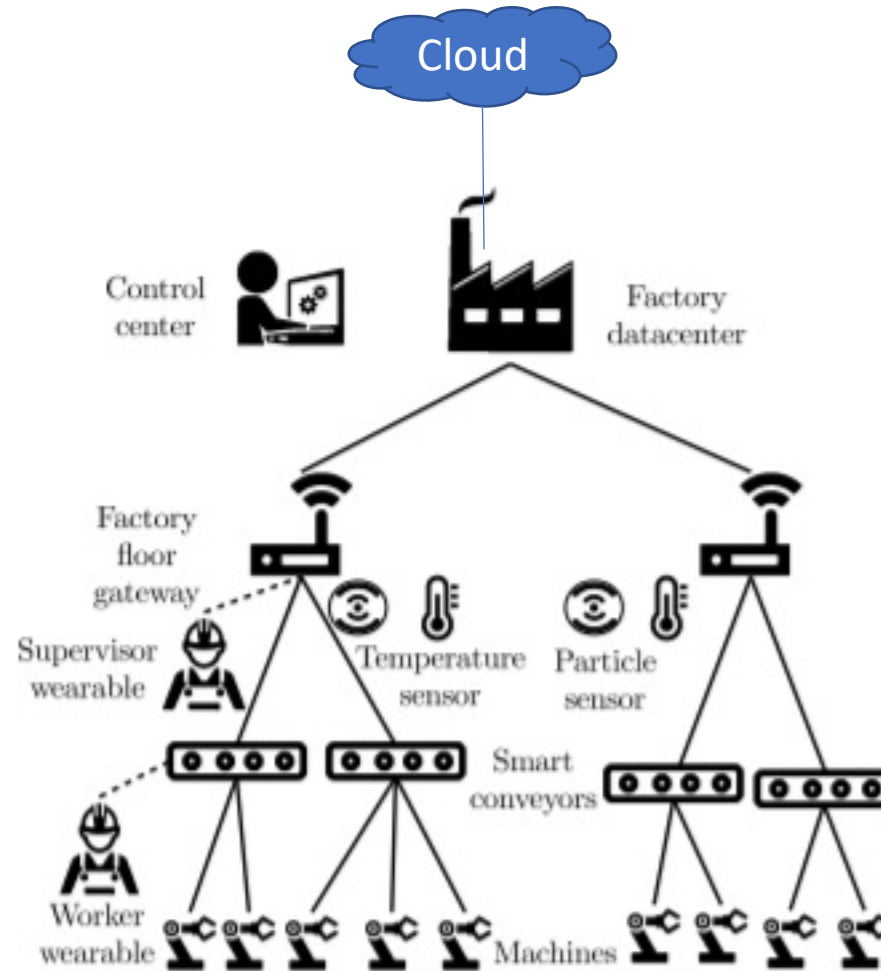 Cloud
Control
center
Factory
datacenter
Factory
floor
gateway
Supervisor
wearable
Temperature
sensor
Particle
sensor
Smart
conveyors
Worker
wearable
Machines